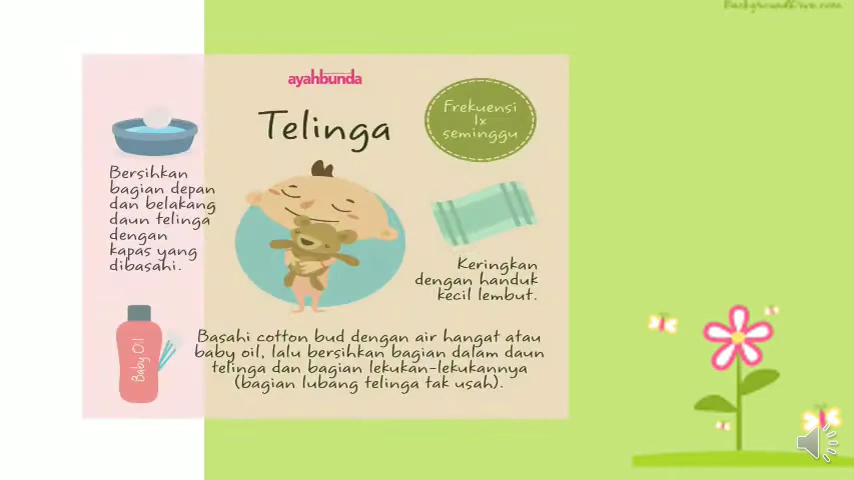 Backgroundfree.com
ayahbunda
Telinga
Frekuensi
1x
seminggu
Bersihkan
bagian depan
dan belakang
daun telinga
dengan
kapas yang
dibasahi.
Keringkan
dengan handuk
kecil lembut.
Baby Oil
Basahi cotton bud dengan air hangat atau
baby oil, lalu bersihkan bagian dalam daun
telinga dan bagian lekukan-lekukannya
(bagian lubang telinga tak usah).